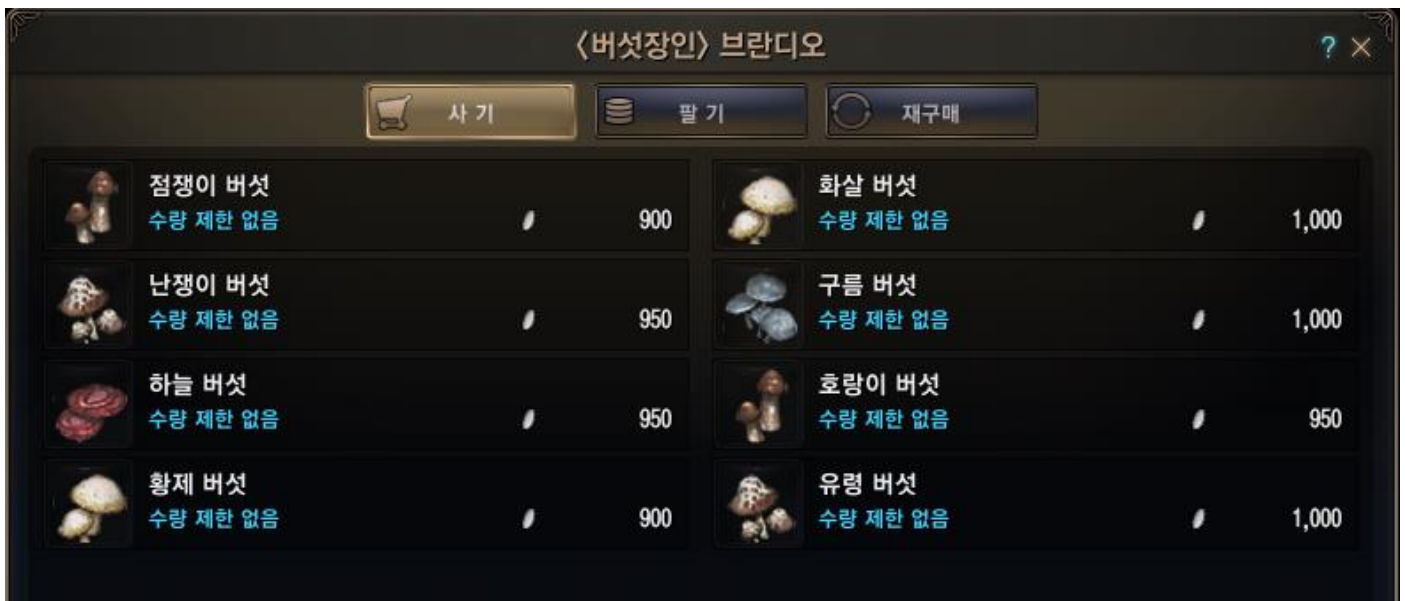 <버섯장인> 브란디오
? ×
사 기
팔 기
재구매
점쟁이 버섯
수량 제한 없음
900
화살 버섯
수량 제한 없음
1,000
난쟁이 버섯
수량 제한 없음
950
구름 버섯
수량 제한 없음
1,000
하늘 버섯
수량 제한 없음
950
호랑이 버섯
수량 제한 없음
950
황제 버섯
수량 제한 없음
900
유령 버섯
수량 제한 없음
1,000